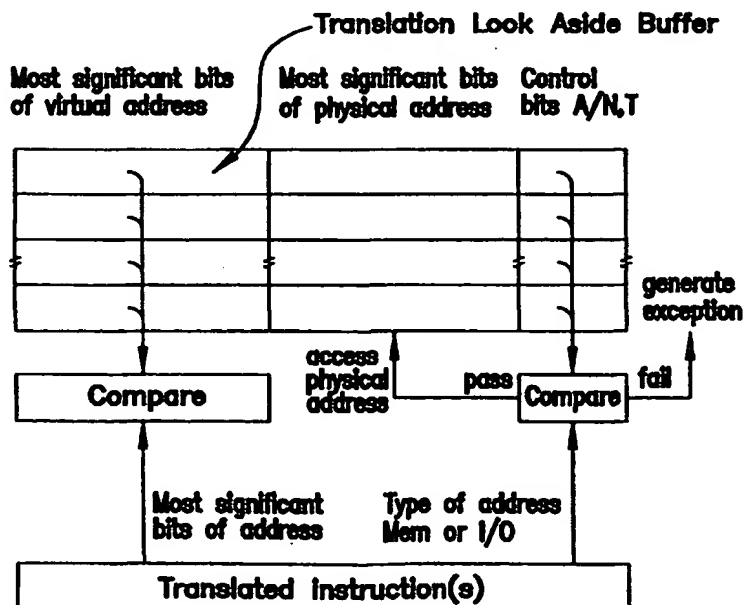 Translation Look Aside Buffer
Most significant bits
of virtual address
Most significant bits
of physical address
Control
bits A/N,T
generate
exception
access
physical
address
pass
fail
Compare
Compare
Most significant
bits of address
Type of address
Mem or I/O
Translated instruction(s)